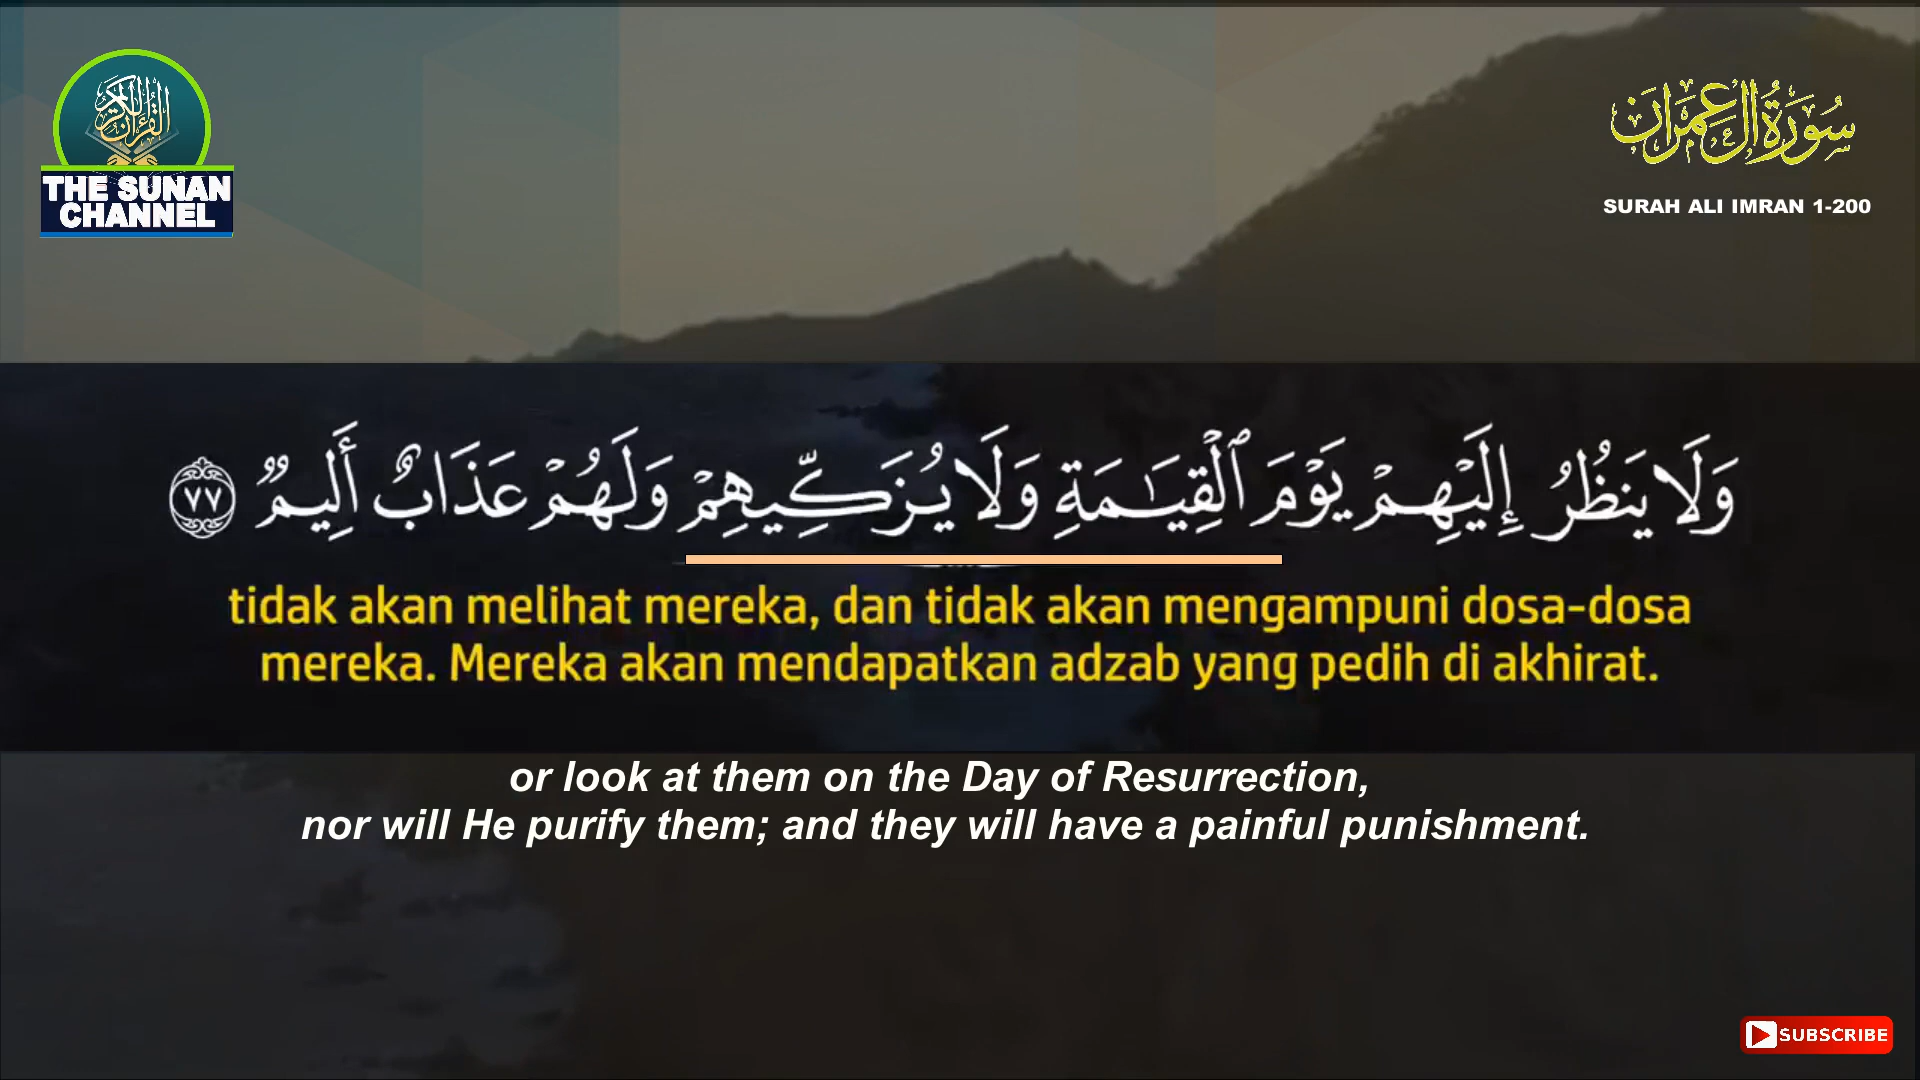 القرآن الكريم
THE SUNAN
CHANNEL
سُورَةُ آلِ عِمْرَانَ
SURAH ALI IMRAN 1-200
وَلَا يَنظُرُ إِلَيْهِمْ يَوْمَ ٱلْقِيَـٰمَةِ وَلَا يُزَكِّيهِمْ وَلَهُمْ عَذَابٌ أَلِيمٌ ٧٧
tidak akan melihat mereka, dan tidak akan mengampuni dosa-dosa
mereka. Mereka akan mendapatkan adzab yang pedih di akhirat.
or look at them on the Day of Resurrection,
nor will He purify them; and they will have a painful punishment.
SUBSCRIBE